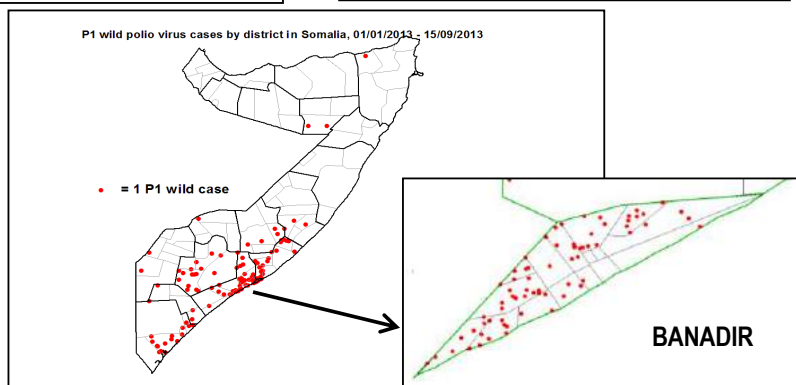 P1 wild polio virus cases by district in Somalia, 01/01/2013 - 15/09/2013
= 1 P1 wild case
BANADIR